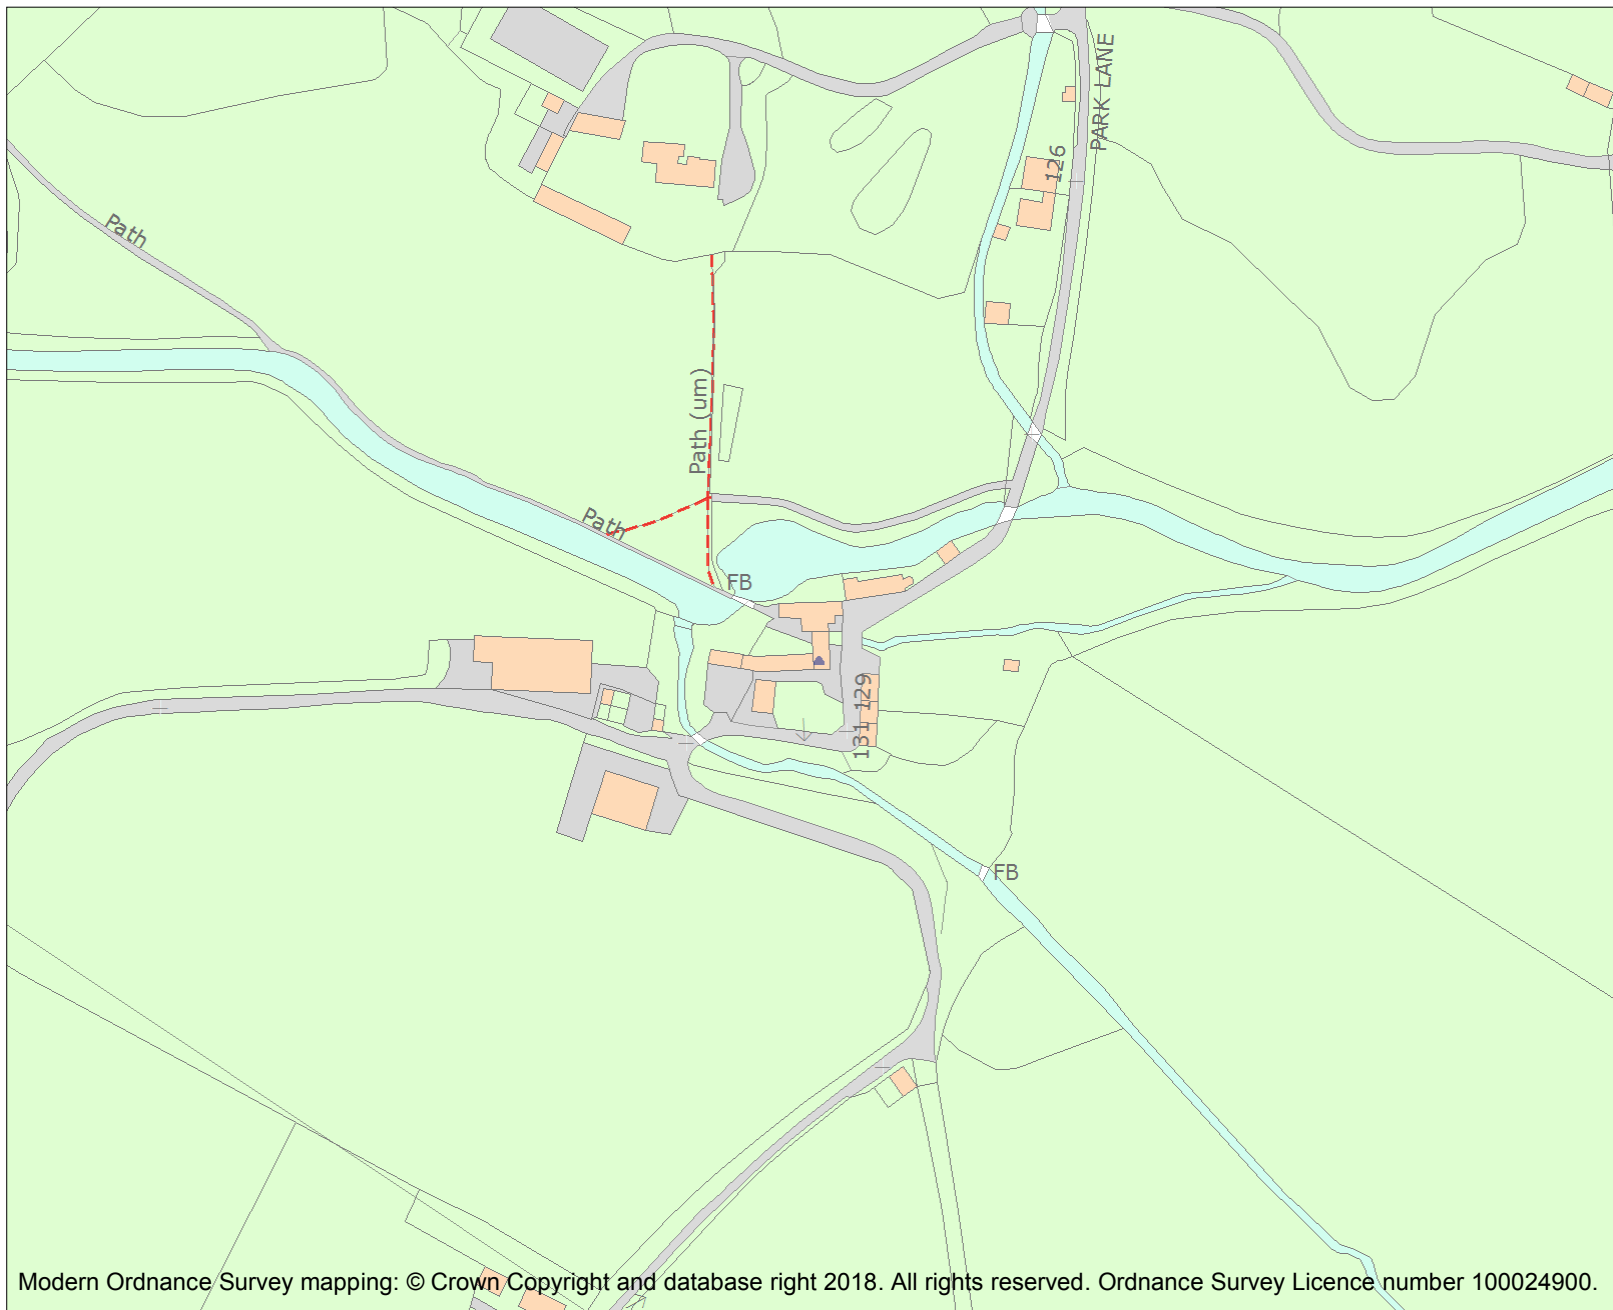 PARK LANE
126
Path
Path (um)
Path
FB
131 129
FB
Modern Ordnance Survey mapping: © Crown Copyright and database right 2018. All rights reserved. Ordnance Survey Licence number 100024900.